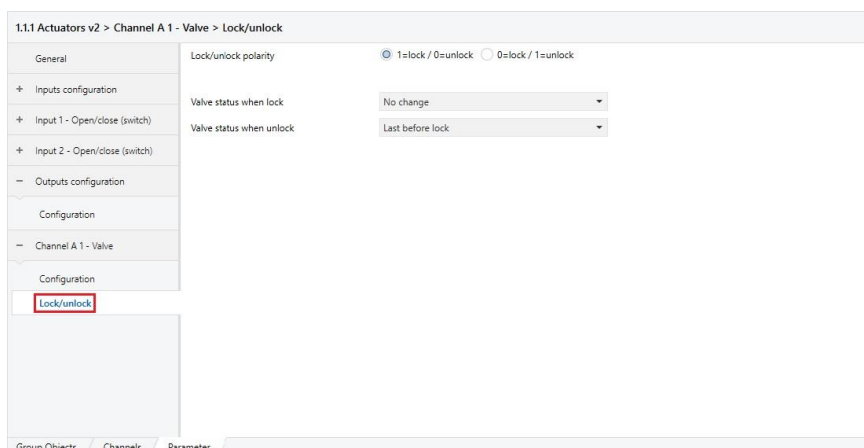 1.1.1 Actuators v2 > Channel A 1 - Valve > Lock/unlock
General
+ Inputs configuration
+ Input 1 - Open/close (switch)
+ Input 2 - Open/close (switch)
− Outputs configuration
Configuration
− Channel A 1 - Valve
Configuration
Lock/unlock
Lock/unlock polarity 1=lock / 0=unlock 0=lock / 1=unlock
Valve status when lock No change
Valve status when unlock Last before lock
Group Objects Channels Parameter